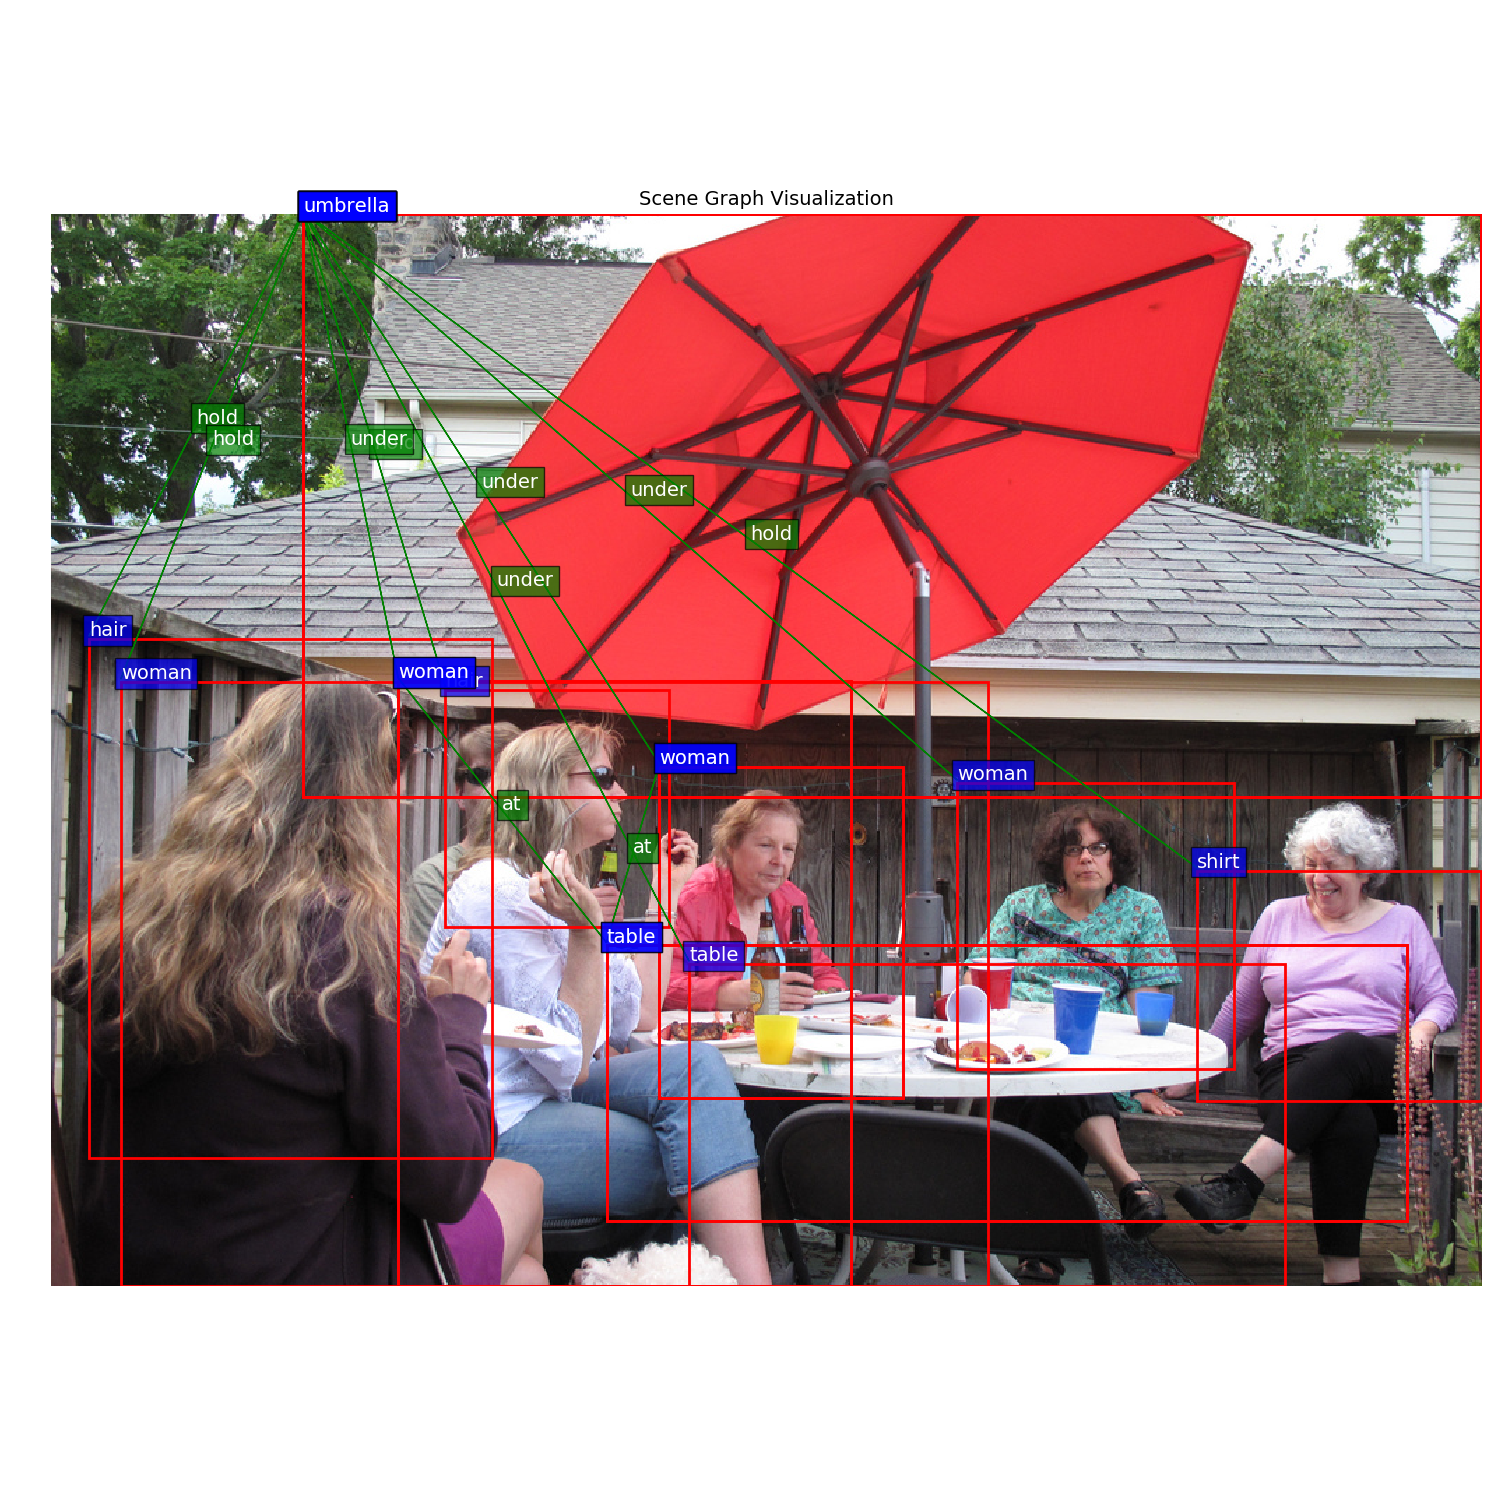 Scene Graph Visualization
umbrella
hold
hold
under
under
under
hold
under
hair
woman
woman
woman
woman
at
at
shirt
table
table